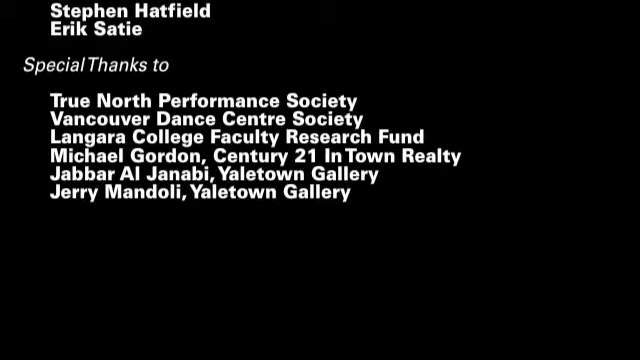 Stephen Hatfield
Erik Satie
Special Thanks to
True North Performance Society
Vancouver Dance Centre Society
Langara College Faculty Research Fund
Michael Gordon, Century 21 In Town Realty
Jabbar Al Janabi, Yaletown Gallery
Jerry Mandoli, Yaletown Gallery